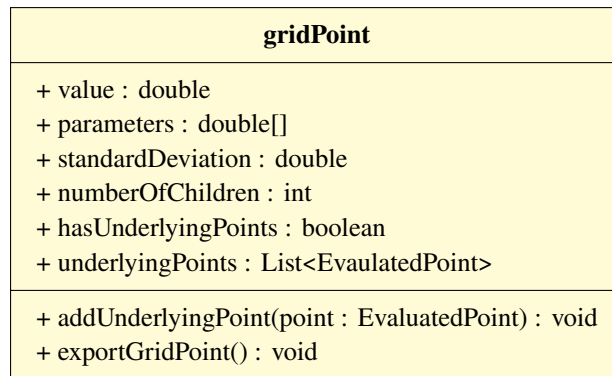 gridPoint
+ value : double
+ parameters : double[]
+ standardDeviation : double
+ numberOfChildren : int
+ hasUnderlyingPoints : boolean
+ underlyingPoints : List<EvaulatedPoint>
+ addUnderlyingPoint(point : EvaluatedPoint) : void
+ exportGridPoint() : void